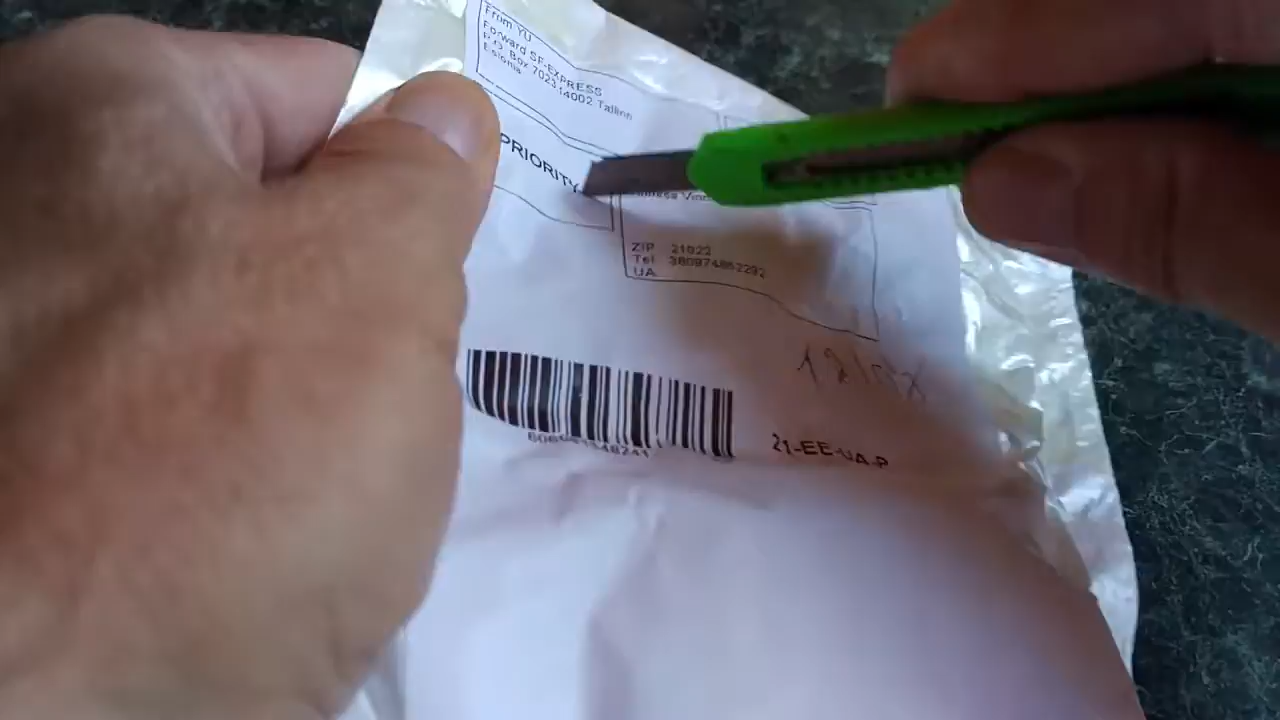 From YU
Forward SF-EXPRESS
P.O. Box 7023 14002 Tallinn
Estonia
PRIORITY
ZIP 21022
Tel 380974862292
UA
21-EE-UA-P